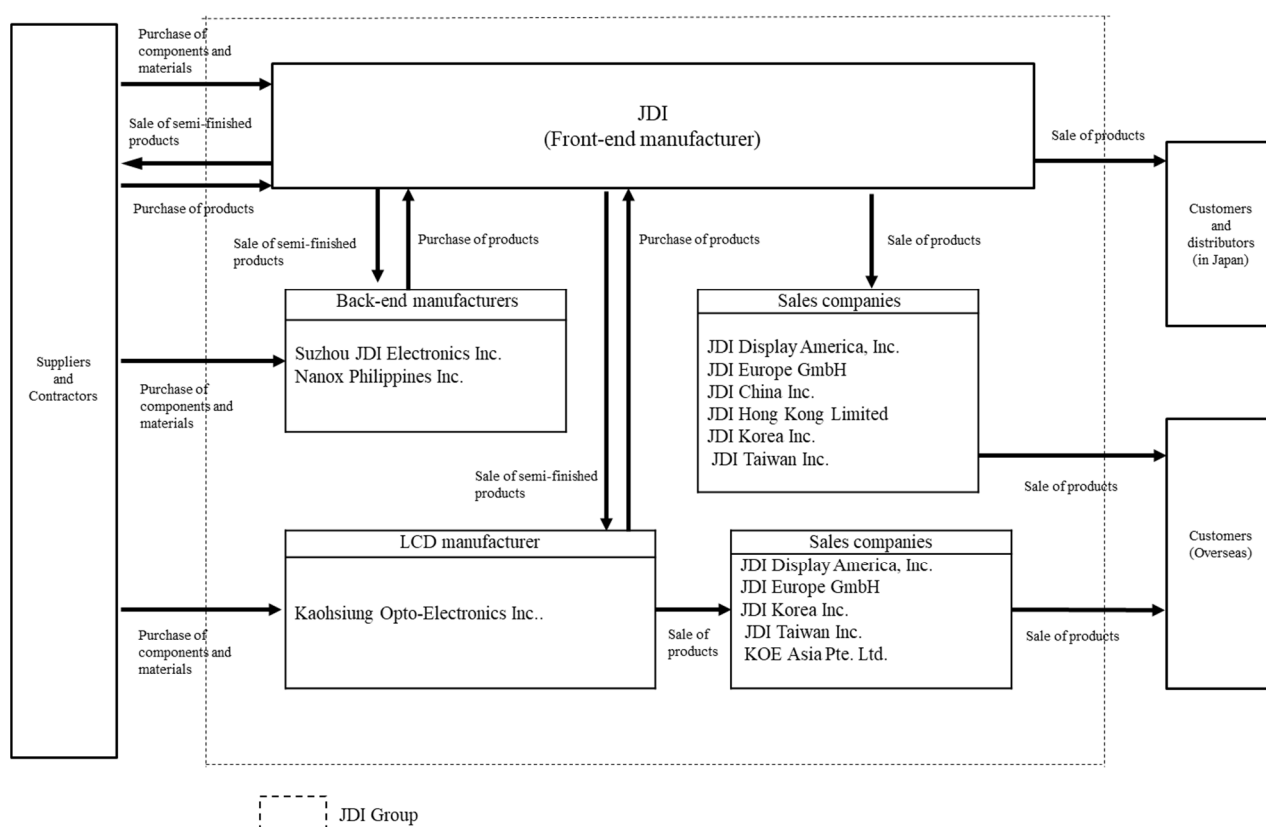 Purchase of
components and
materials
JDI
(Front-end manufacturer)
Sale of semi-finished
products
Sale of products
Purchase of products
Customers
and
distributors
(in Japan)
Sale of semi-finished
products
Purchase of products
Purchase of products
Sale of products
Back-end manufacturers
Suzhou JDI Electronics Inc.
Nanox Philippines Inc.
Sales companies
JDI Display America, Inc.
JDI Europe GmbH
JDI China Inc.
JDI Hong Kong Limited
JDI Korea Inc.
JDI Taiwan Inc.
Suppliers
and
Contractors
Purchase of
components and
materials
Sale of semi-finished
products
Sale of products
LCD manufacturer
Kaohsiung Opto-Electronics Inc..
Sales companies
JDI Display America, Inc.
JDI Europe GmbH
JDI Korea Inc.
JDI Taiwan Inc.
KOE Asia Pte. Ltd.
Customers
(Overseas)
Purchase of
components and
materials
Sale of
products
Sale of products
JDI Group